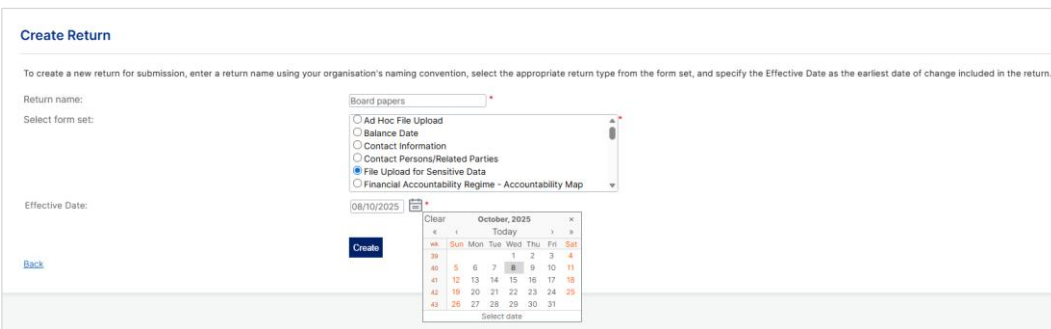 Create Return
To create a new return for submission, enter a return name using your organisation's naming convention, select the appropriate return type from the form set, and specify the Effective Date as the earliest date of change included in the return.
Return name:
Board papers *
Select form set:
Ad Hoc File Upload *
Balance Date
Contact Information
Contact Persons/Related Parties
File Upload for Sensitive Data
Financial Accountability Regime - Accountability Map
Effective Date:
08/10/2025 *
Clear October, 2025 ×
« ‹ Today › »
wk Sun Mon Tue Wed Thu Fri Sat
39 1 2 3 4
40 5 6 7 8 9 10 11
41 12 13 14 15 16 17 18
42 19 20 21 22 23 24 25
43 26 27 28 29 30 31
Select date
Create
Back